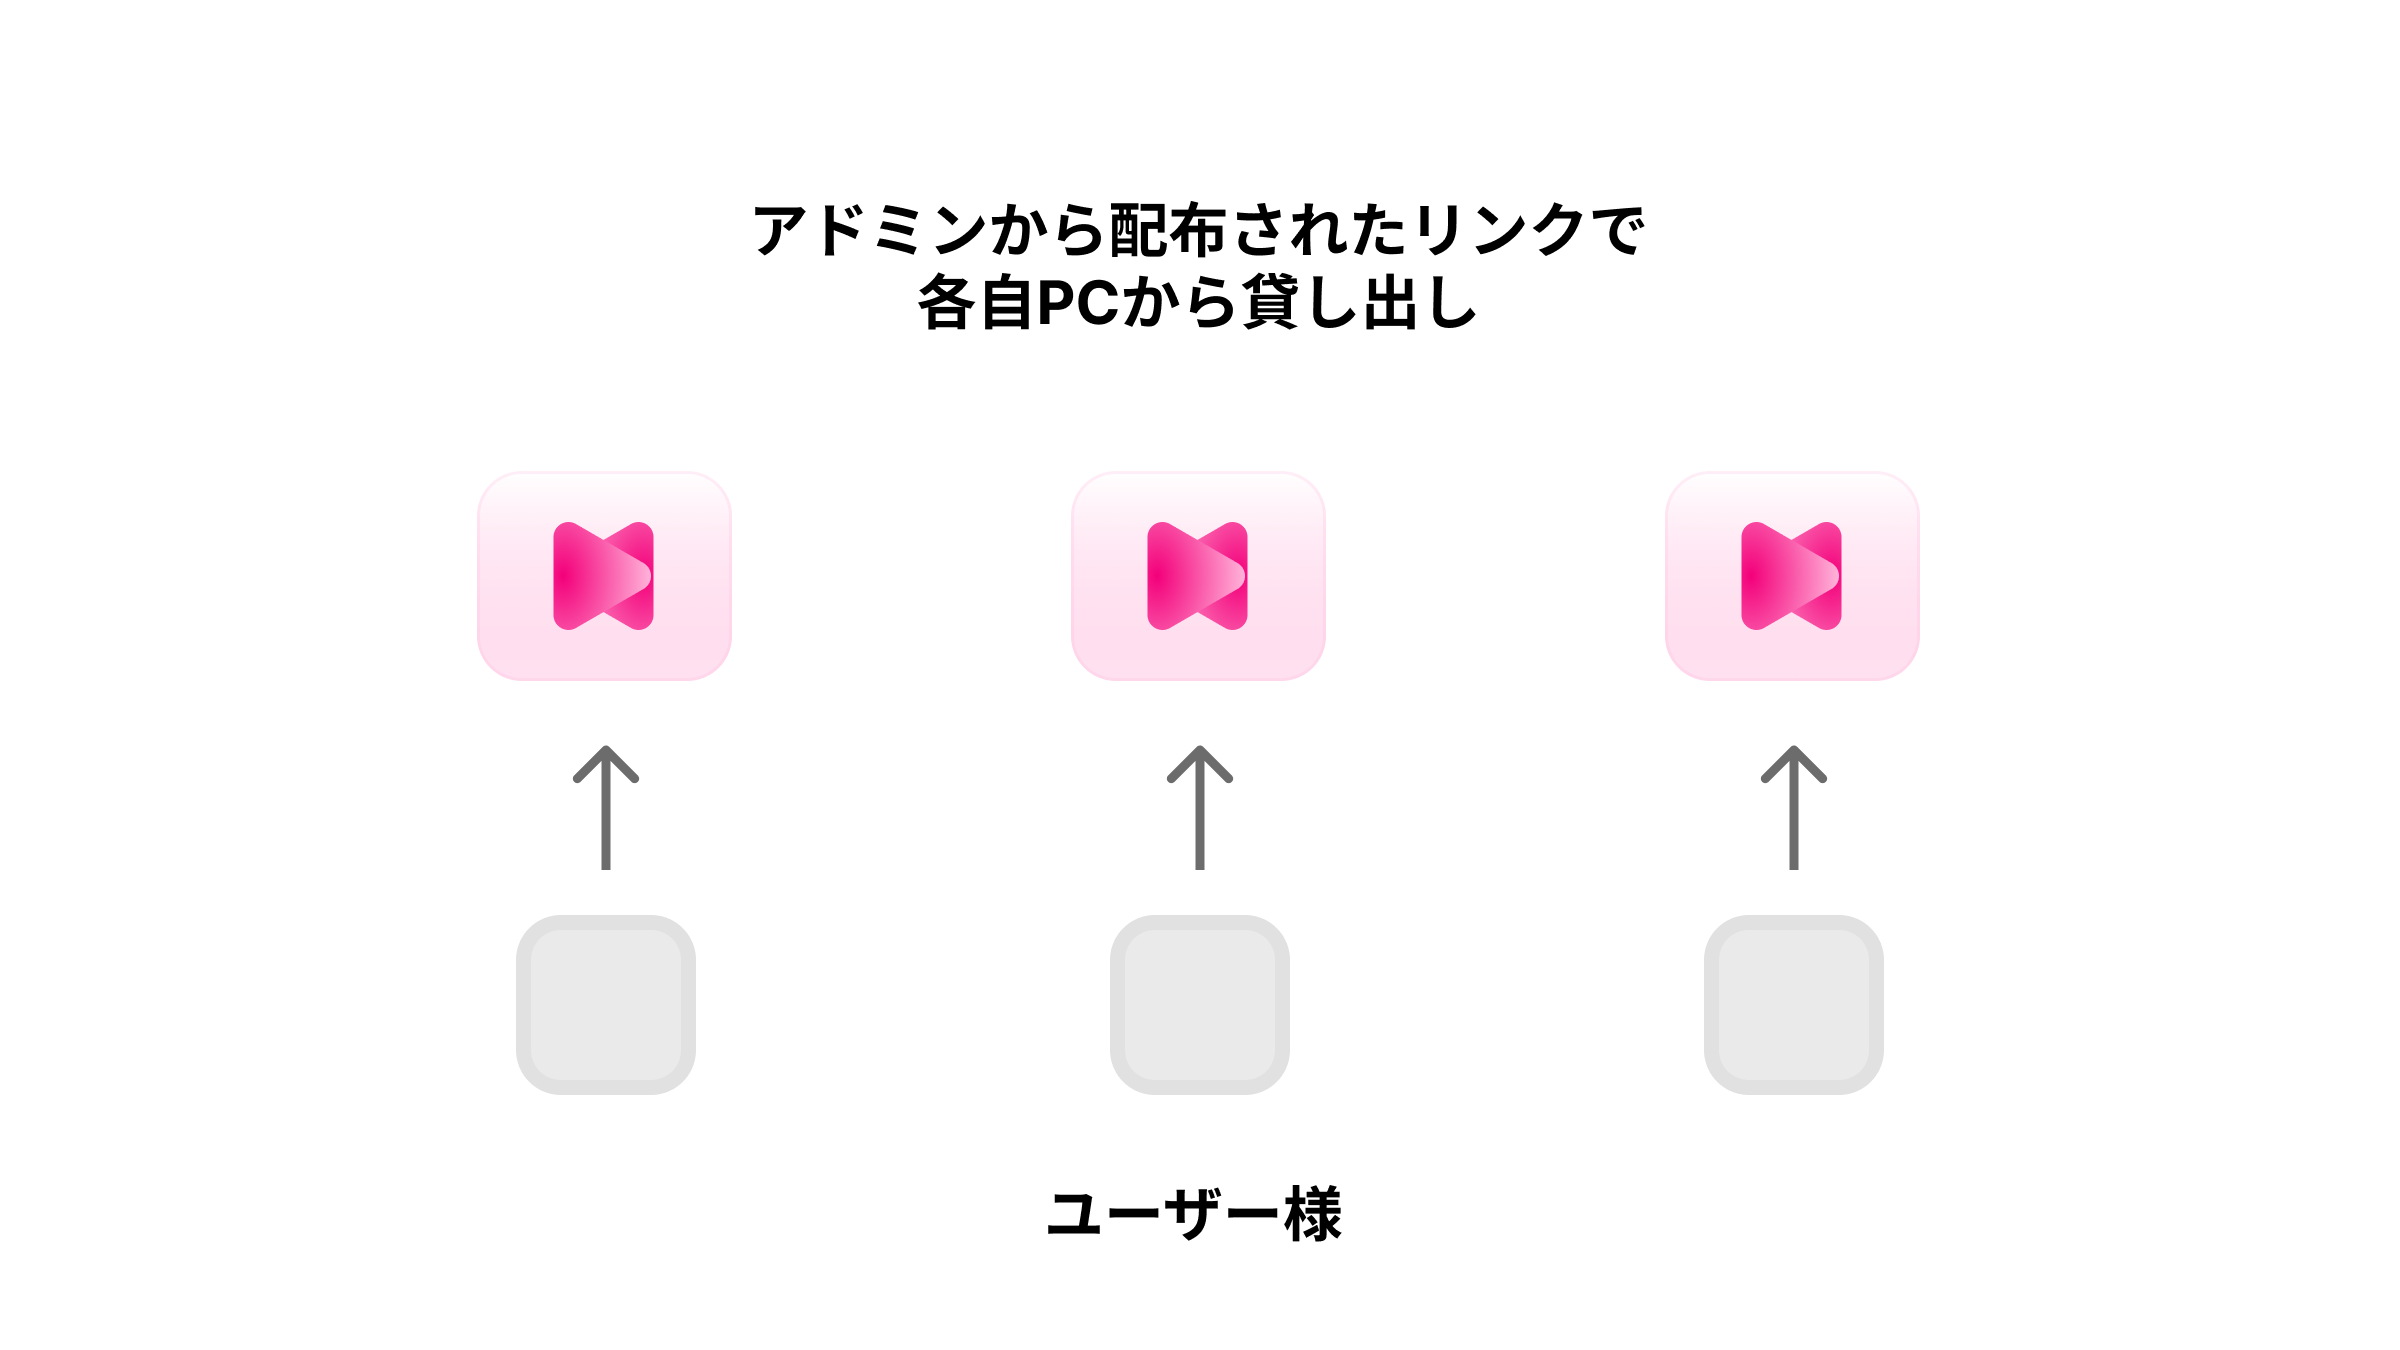 アドミンから配布されたリンクで
各自PCから貸し出し
ユーザー様